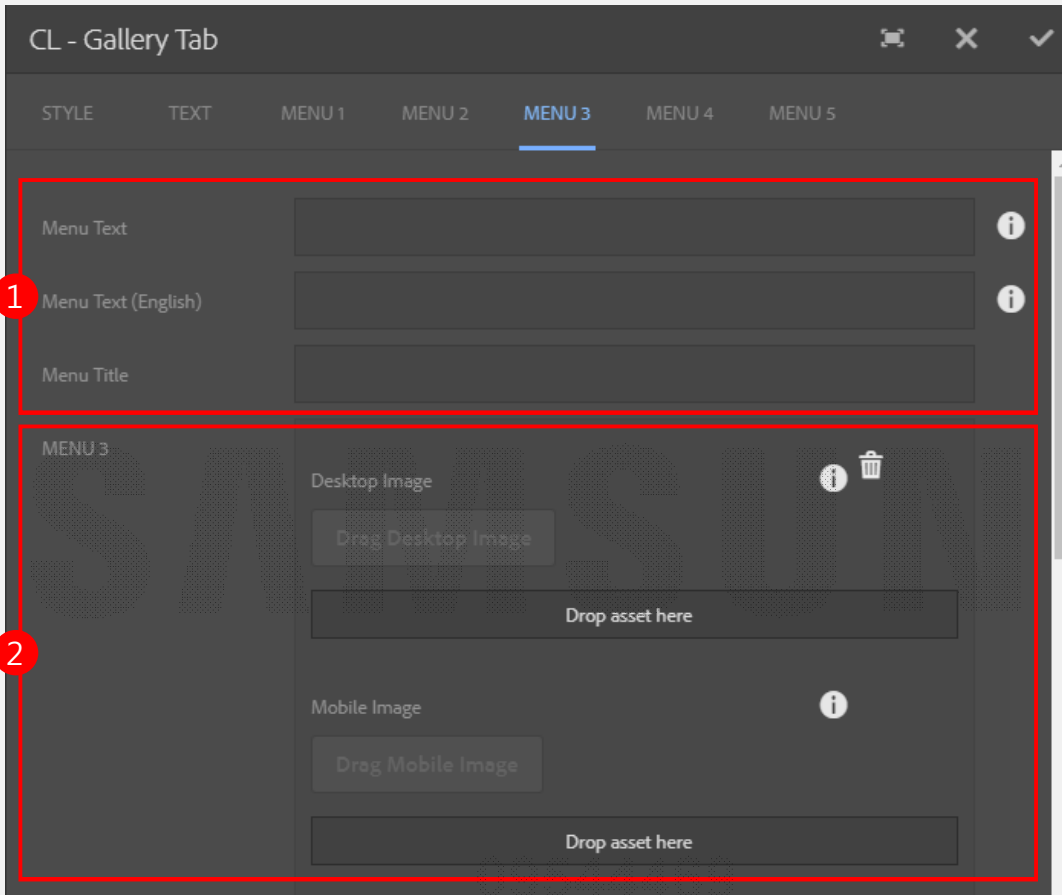 CL - Gallery Tab
STYLE TEXT MENU 1 MENU 2 MENU 3 MENU 4 MENU 5
Menu Text
1
Menu Text (English)
Menu Title
MENU 3
Desktop Image
Drag Desktop Image
SAMSUN
Drop asset here
2
Mobile Image
Drag Mobile Image
Drop asset here